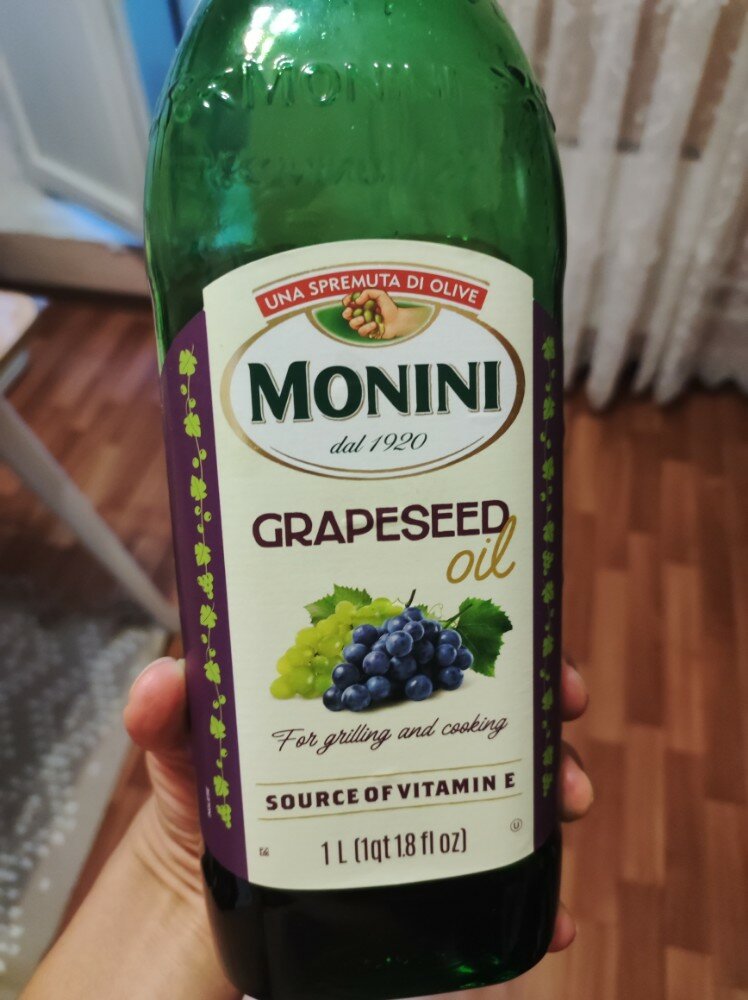 MONINI
UNA SPREMUTA DI OLIVE
MONINI
dal 1920
GRAPESEED
oil
For grilling and cooking
SOURCE OF VITAMIN E
1 L (1qt 1.8 fl oz)
U